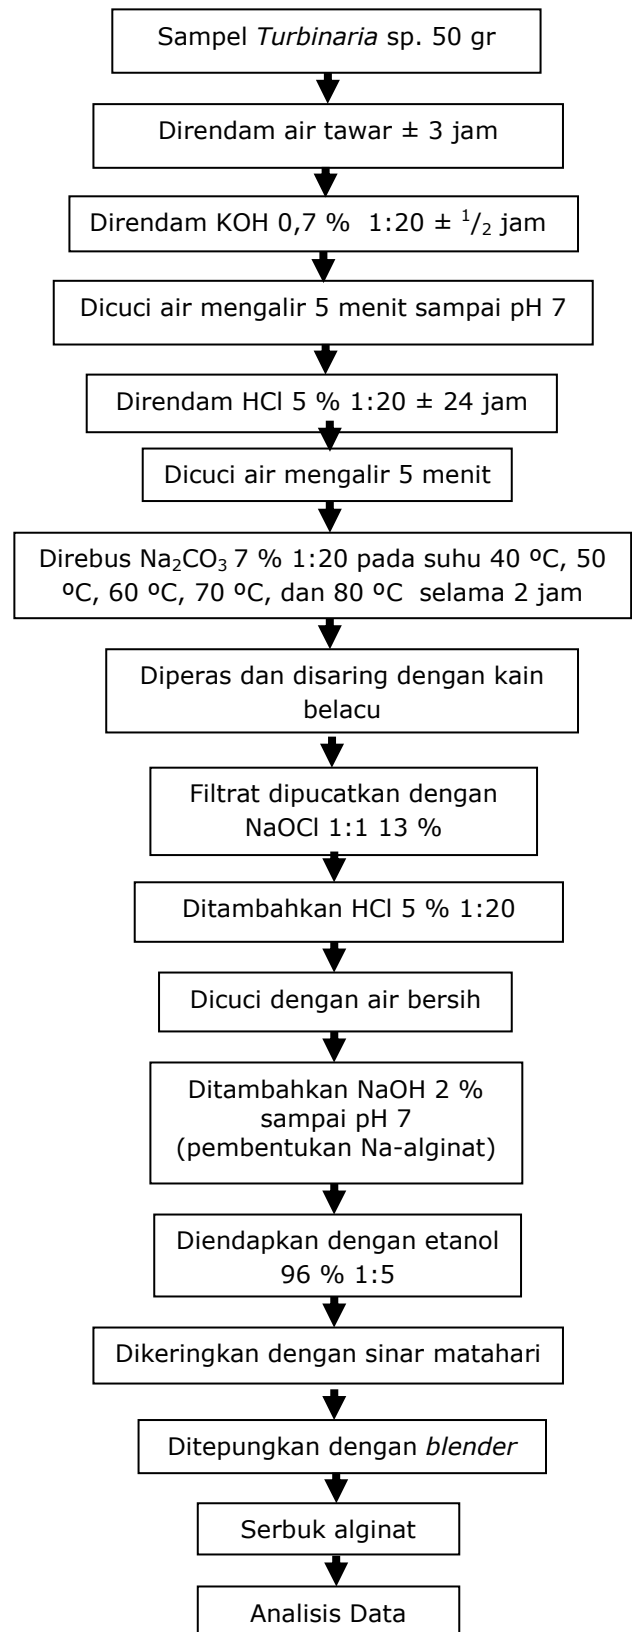 Sampel Turbinaria sp. 50 gr
Direndam air tawar ± 3 jam
Direndam KOH 0,7 % 1:20 ± ¹/₂ jam
Dicuci air mengalir 5 menit sampai pH 7
Direndam HCl 5 % 1:20 ± 24 jam
Dicuci air mengalir 5 menit
Direbus Na₂CO₃ 7 % 1:20 pada suhu 40 ºC, 50
ºC, 60 ºC, 70 ºC, dan 80 ºC selama 2 jam
Diperas dan disaring dengan kain
belacu
Filtrat dipucatkan dengan
NaOCl 1:1 13 %
Ditambahkan HCl 5 % 1:20
Dicuci dengan air bersih
Ditambahkan NaOH 2 %
sampai pH 7
(pembentukan Na-alginat)
Diendapkan dengan etanol
96 % 1:5
Dikeringkan dengan sinar matahari
Ditepungkan dengan blender
Serbuk alginat
Analisis Data